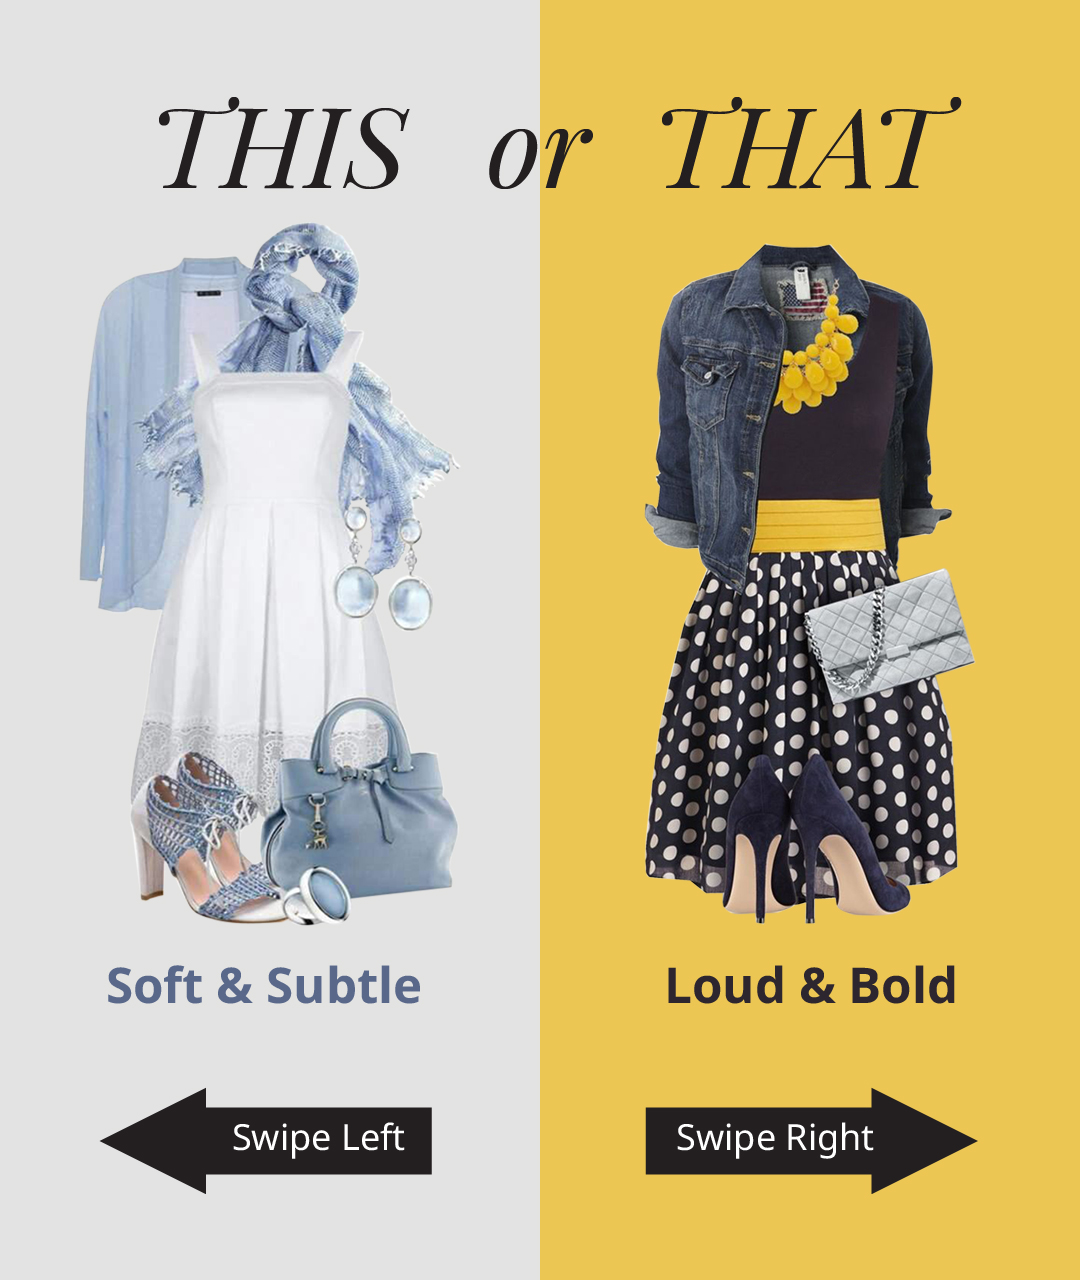 THIS or THAT
Soft & Subtle
Loud & Bold
Swipe Left
Swipe Right